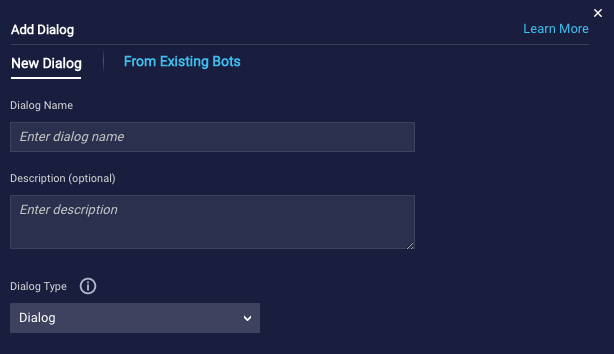 Add Dialog
Learn More
New Dialog
From Existing Bots
Dialog Name
Enter dialog name
Description (optional)
Enter description
Dialog Type
Dialog